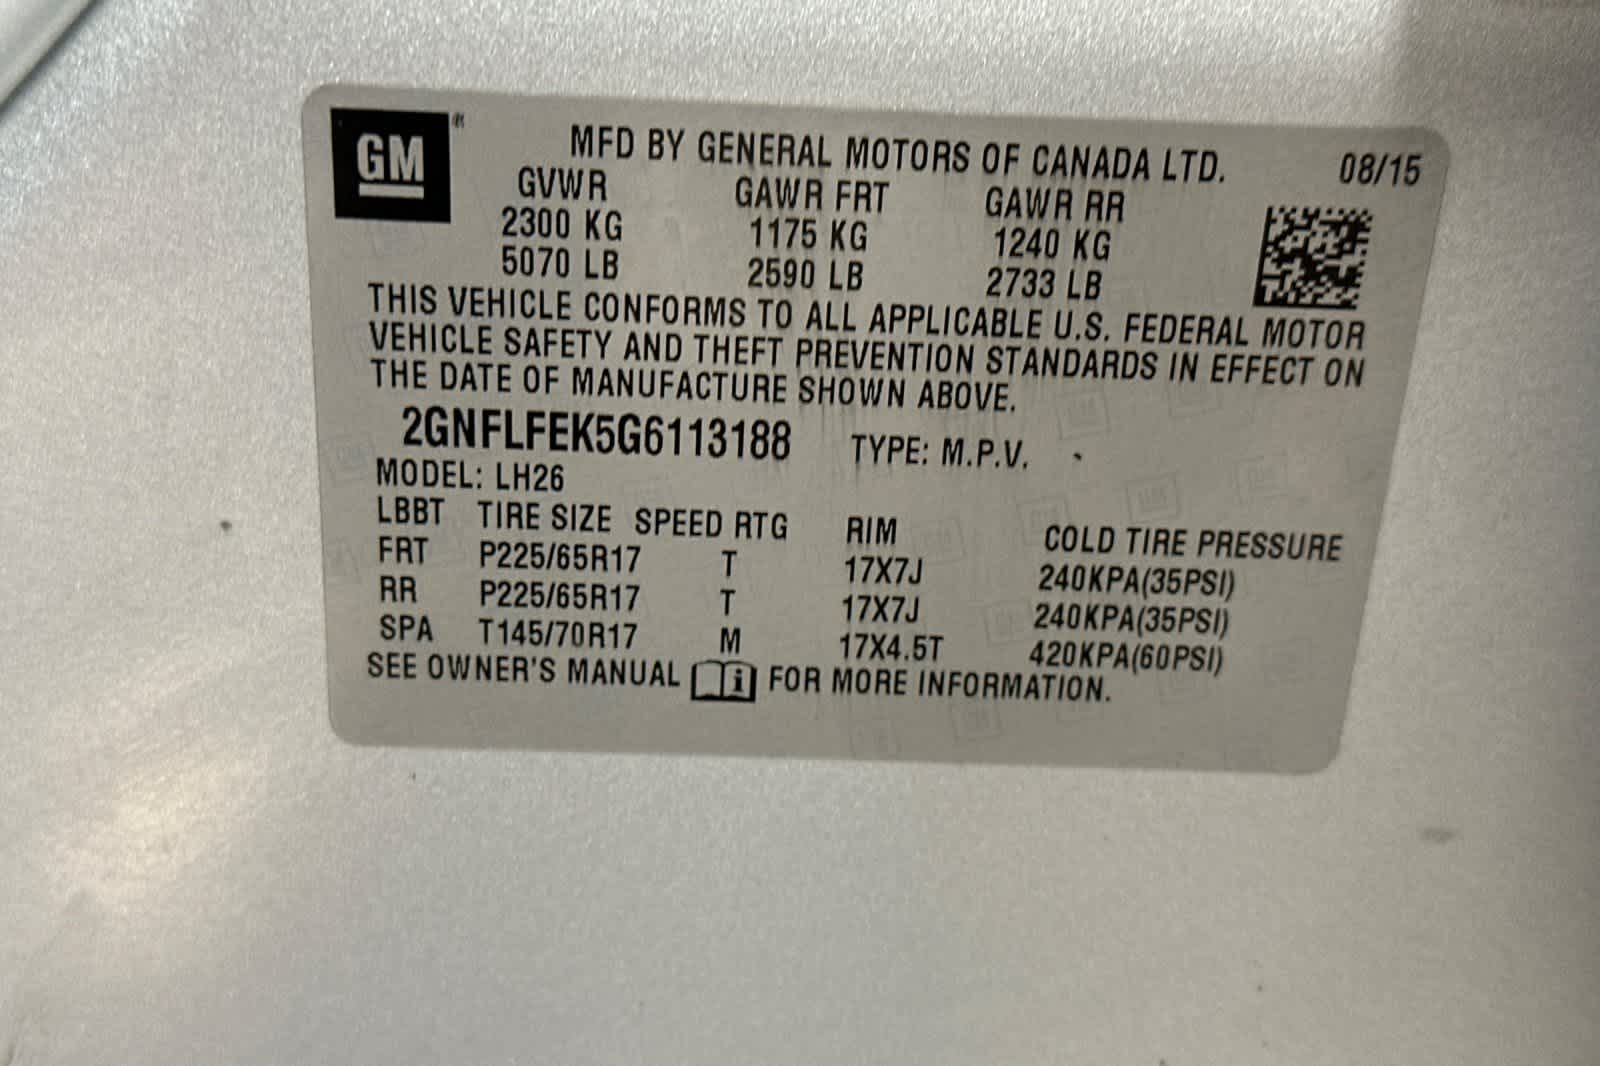 GM
MFD BY GENERAL MOTORS OF CANADA LTD. 08/15
GVWR GAWR FRT GAWR RR
2300 KG 1175 KG 1240 KG
5070 LB 2590 LB 2733 LB
THIS VEHICLE CONFORMS TO ALL APPLICABLE U.S. FEDERAL MOTOR
VEHICLE SAFETY AND THEFT PREVENTION STANDARDS IN EFFECT ON
THE DATE OF MANUFACTURE SHOWN ABOVE.
2GNFLFEK5G6113188 TYPE: M.P.V.
MODEL: LH26
LBBT TIRE SIZE SPEED RTG RIM COLD TIRE PRESSURE
FRT P225/65R17 T 17X7J 240KPA(35PSI)
RR P225/65R17 T 17X7J 240KPA(35PSI)
SPA T145/70R17 M 17X4.5T 420KPA(60PSI)
SEE OWNER'S MANUAL i FOR MORE INFORMATION.